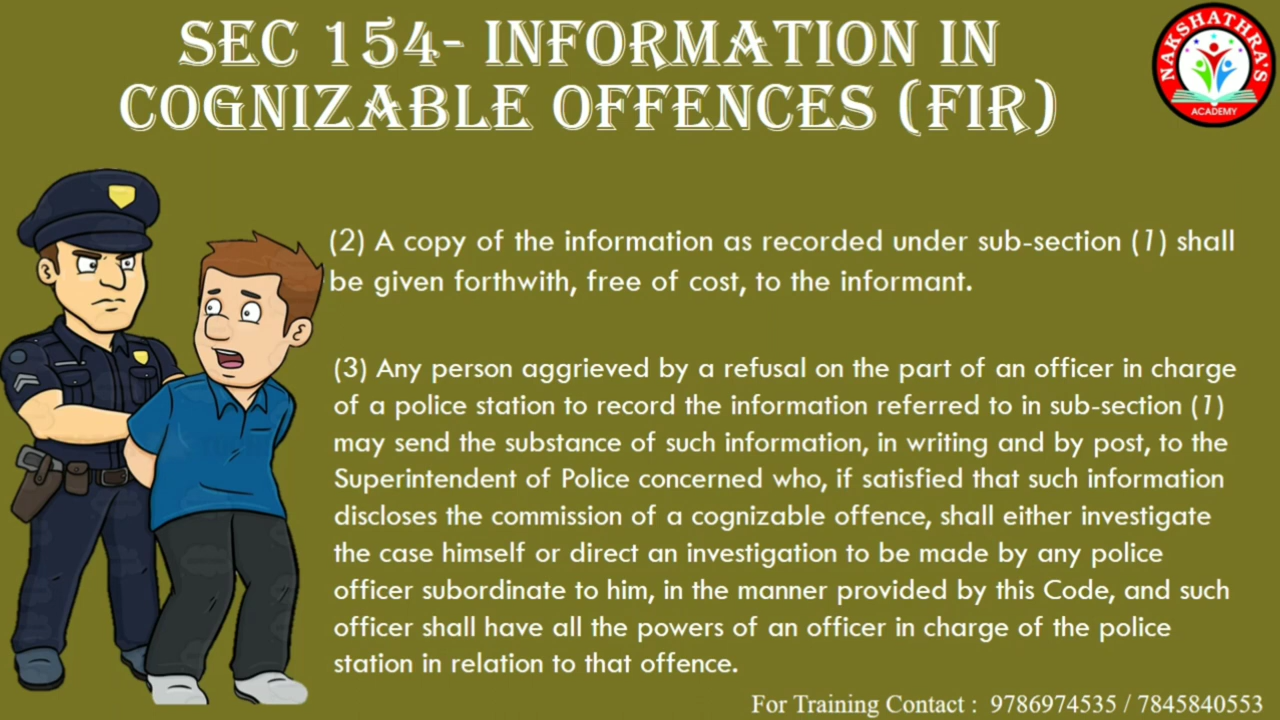 SEC 154- INFORMATION IN
COGNIZABLE OFFENCES (FIR)
NAKSHATHRA'S
ACADEMY
(2) A copy of the information as recorded under sub-section (1) shall
be given forthwith, free of cost, to the informant.
(3) Any person aggrieved by a refusal on the part of an officer in charge
of a police station to record the information referred to in sub-section (1)
may send the substance of such information, in writing and by post, to the
Superintendent of Police concerned who, if satisfied that such information
discloses the commission of a cognizable offence, shall either investigate
the case himself or direct an investigation to be made by any police
officer subordinate to him, in the manner provided by this Code, and such
officer shall have all the powers of an officer in charge of the police
station in relation to that offence.
For Training Contact : 9786974535 / 7845840553